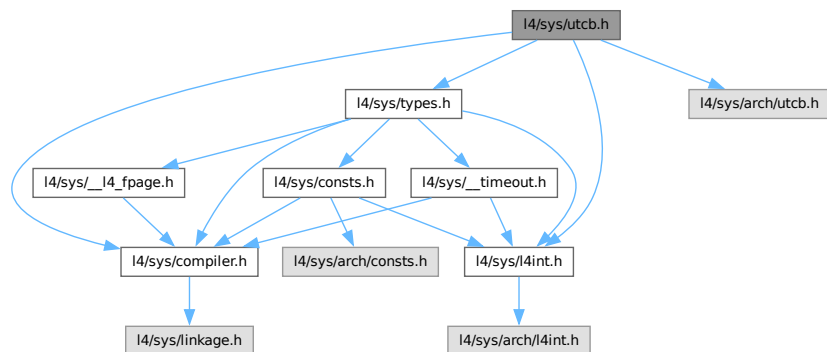 l4/sys/utcb.h
l4/sys/types.h
l4/sys/arch/utcb.h
l4/sys/__l4_fpage.h
l4/sys/consts.h
l4/sys/__timeout.h
l4/sys/compiler.h
l4/sys/arch/consts.h
l4/sys/l4int.h
l4/sys/linkage.h
l4/sys/arch/l4int.h